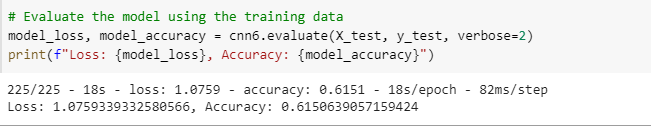 # Evaluate the model using the training data
model_loss, model_accuracy = cnn6.evaluate(X_test, y_test, verbose=2)
print(f"Loss: {model_loss}, Accuracy: {model_accuracy}")
225/225 - 18s - loss: 1.0759 - accuracy: 0.6151 - 18s/epoch - 82ms/step
Loss: 1.0759339332580566, Accuracy: 0.6150639057159424